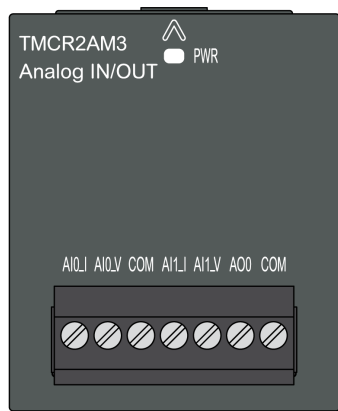 TMCR2AM3
PWR
Analog IN/OUT
AI0_I AI0_V COM AI1_I AI1_V AO0 COM